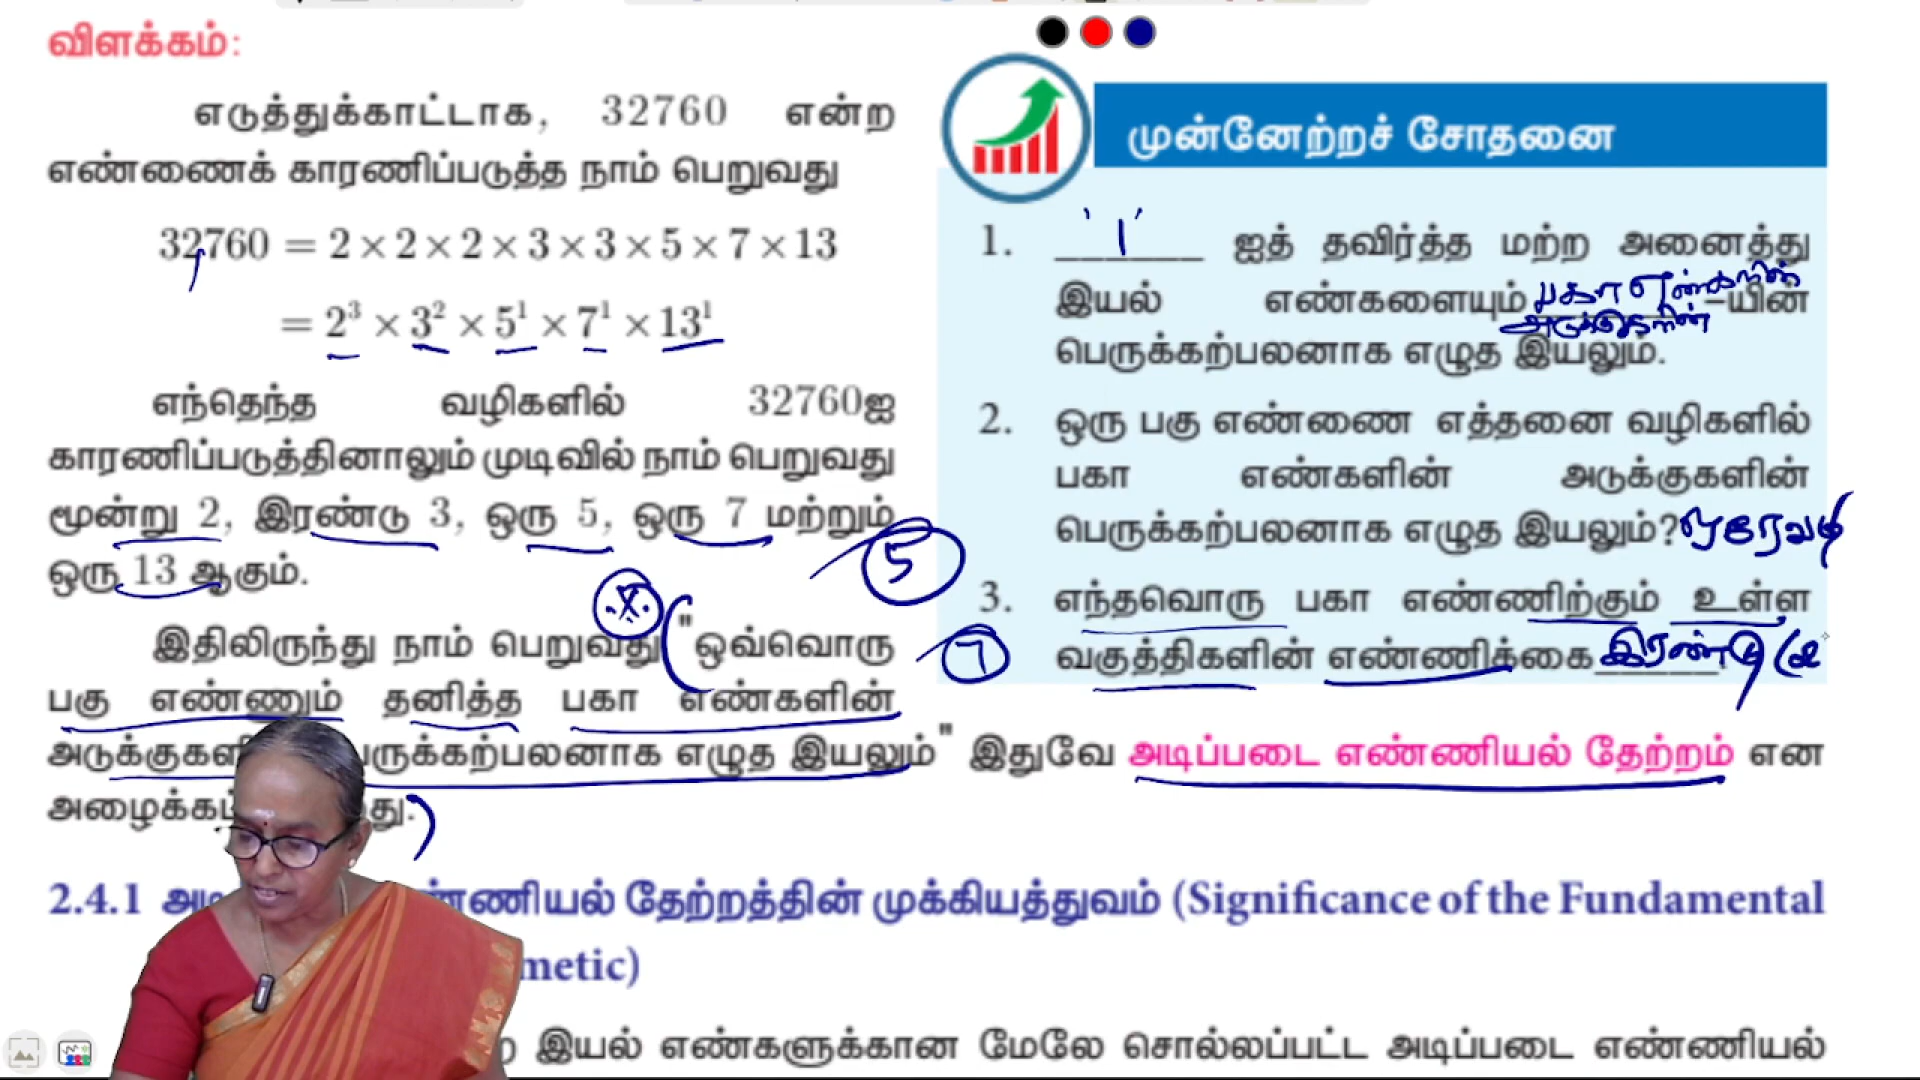 விளக்கம்:
எடுத்துக்காட்டாக, 32760 என்ற
எண்ணைக் காரணிப்படுத்த நாம் பெறுவது
32760 = 2 × 2 × 2 × 3 × 3 × 5 × 7 × 13
= 2³ × 3² × 5¹ × 7¹ × 13¹
எந்தெந்த வழிகளில் 32760ஐ
காரணிப்படுத்தினாலும் முடிவில் நாம் பெறுவது
மூன்று 2, இரண்டு 3, ஒரு 5, ஒரு 7 மற்றும்
ஒரு 13 ஆகும்.
இதிலிருந்து நாம் பெறுவது "ஒவ்வொரு
பகு எண்ணும் தனித்த பகா எண்களின்
எழுத இயலும்" இதுவே அடிப்படை எண்ணியல் தேற்றம் என
முன்னேற்றச் சோதனை
1. '1' ஐத் தவிர்த்த மற்ற அனைத்து
இயல் எண்களையும் பகா எண்களின் அடுக்குகளின் –யின்
பெருக்கற்பலனாக எழுத இயலும்.
2. ஒரு பகு எண்ணை எத்தனை வழிகளில்
பகா எண்களின் அடுக்குகளின்
பெருக்கற்பலனாக எழுத இயலும்? ஒரேவழி
3. எந்தவொரு பகா எண்ணிற்கும் உள்ள
வகுத்திகளின் எண்ணிக்கை இரண்டு (2
5
7
2.4.1 தேற்றத்தின் முக்கியத்துவம் (Significance of the Fundamental
metic)
இயல் எண்களுக்கான மேலே சொல்லப்பட்ட அடிப்படை எண்ணியல்